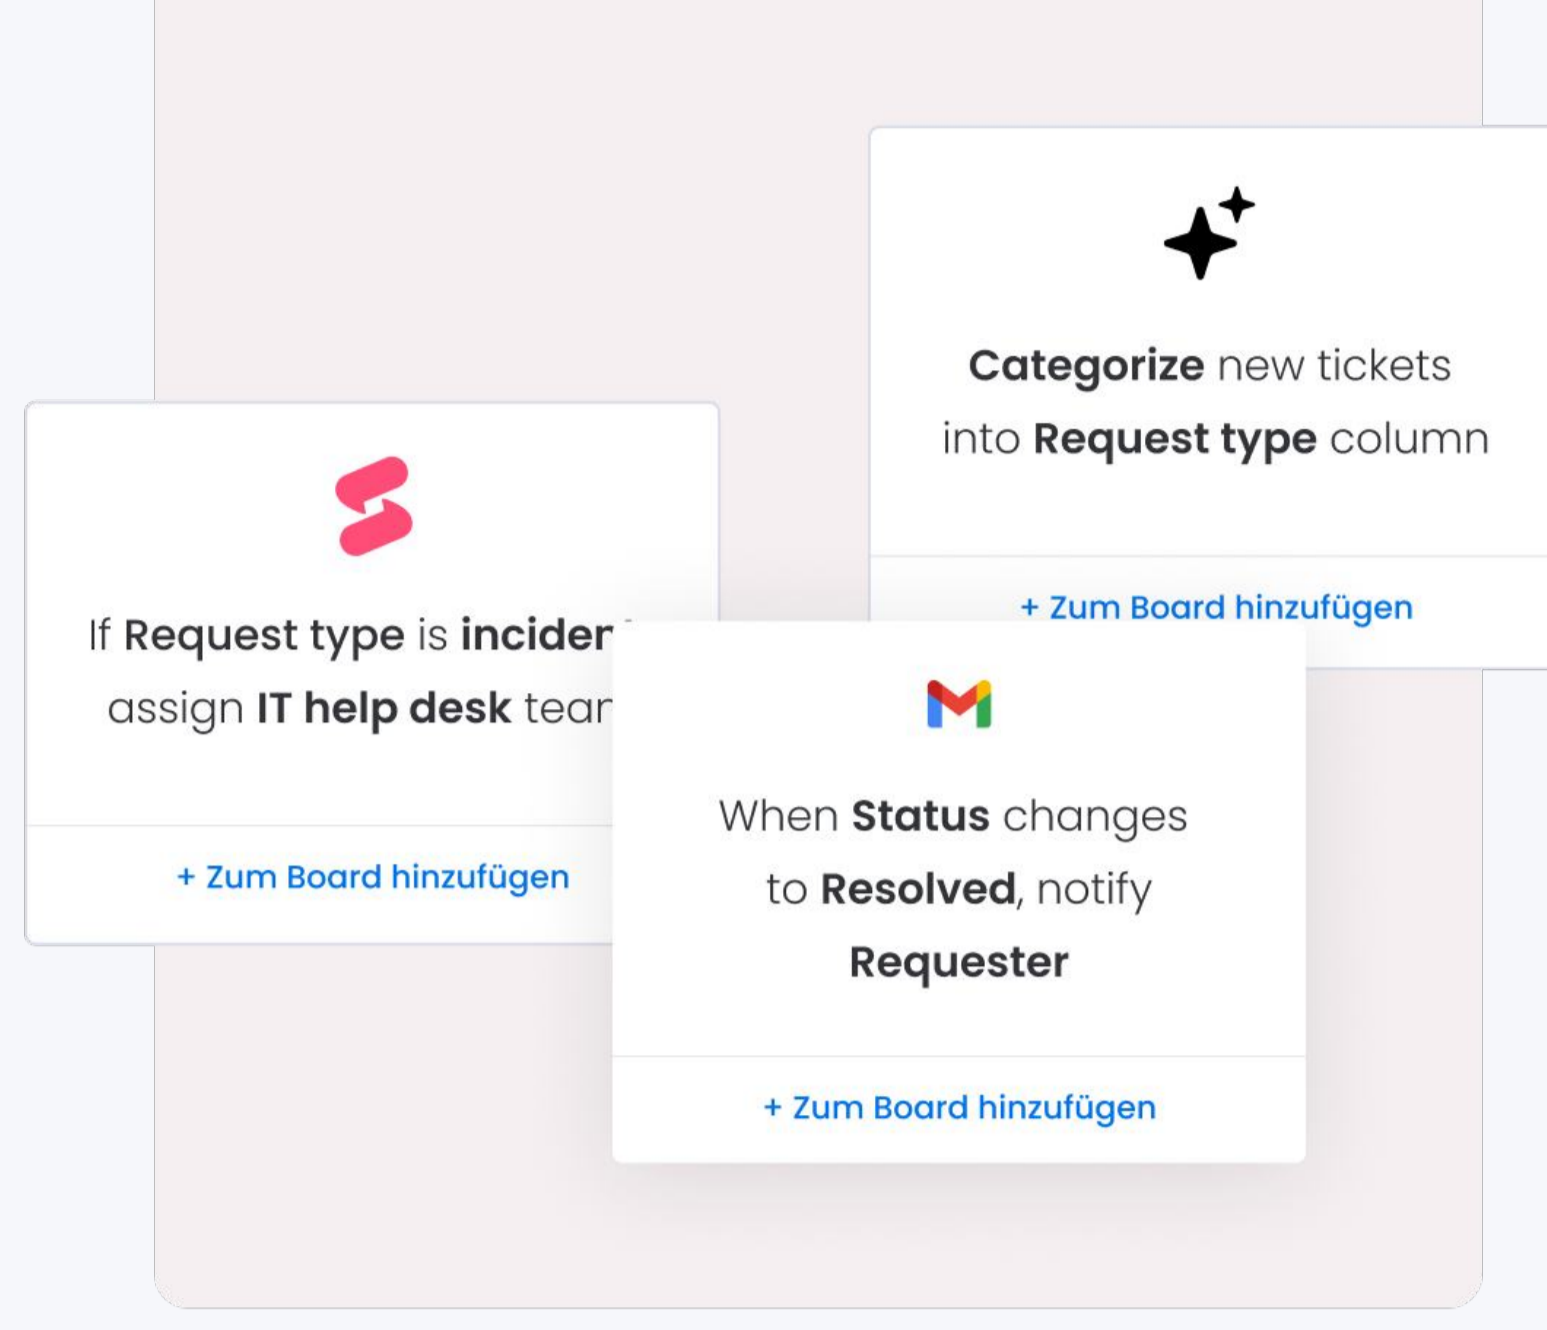 Categorize new tickets
into Request type column
+ Zum Board hinzufügen
If Request type is
assign IT help desk
+ Zum Board hinzufügen
When Status changes
to Resolved, notify
Requester
+ Zum Board hinzufügen